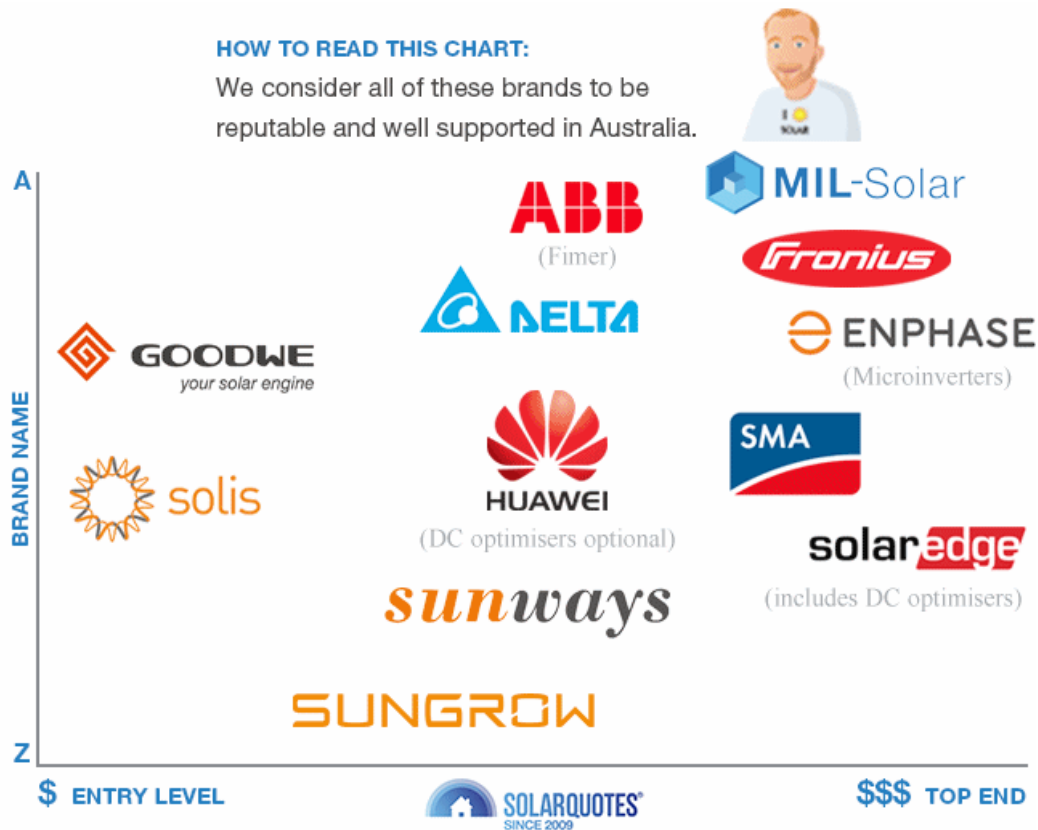 HOW TO READ THIS CHART:
We consider all of these brands to be
reputable and well supported in Australia.
I
SOLAR
A
ABB
(Fimer)
MIL-Solar
Fronius
DELTA
ENPHASE
(Microinverters)
GOODWE
your solar engine
HUAWEI
(DC optimisers optional)
SMA
BRAND NAME
solis
solaredge
(includes DC optimisers)
sunways
SUNGROW
Z
$ ENTRY LEVEL
SOLARQUOTES®
SINCE 2009
$$$ TOP END